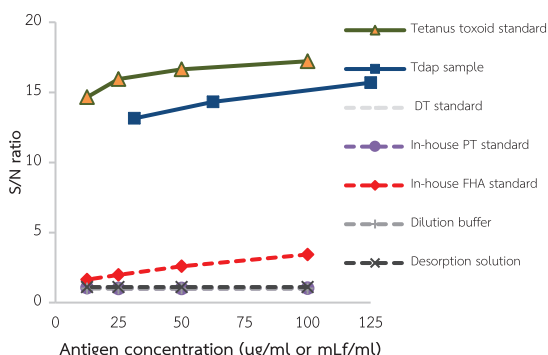 20
15
10
5
0
S/N ratio
0 25 50 75 100 125
Antigen concentration (ug/ml or mLf/ml)
Tetanus toxoid standard
Tdap sample
DT standard
In-house PT standard
In-house FHA standard
Dilution buffer
Desorption solution